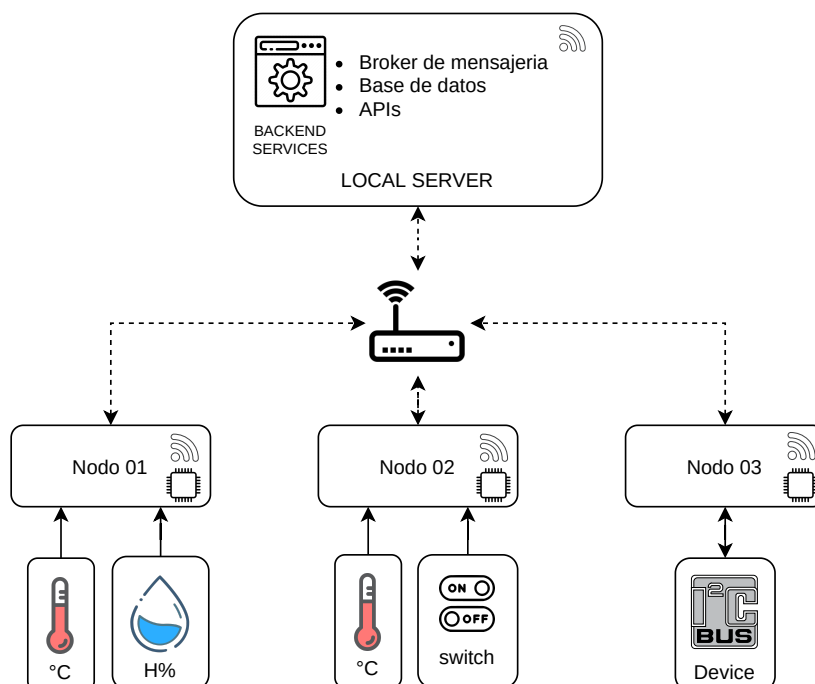 Broker de mensajeria
Base de datos
APIs
BACKEND
SERVICES
LOCAL SERVER
Nodo 01
Nodo 02
Nodo 03
°C
H%
°C
ON
OFF
switch
I²C
BUS
Device